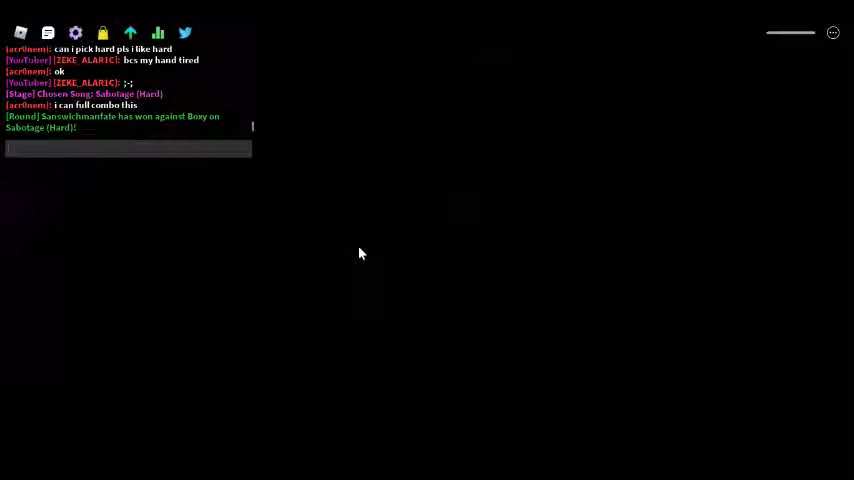 [acr0nem]: can i pick hard pls i like hard
[YouTuber] [ZEKE_ALARIC]: bcs my hand tired
[acr0nem]: ok
[YouTuber] [ZEKE_ALARIC]: ;-;
[Stage] Chosen Song: Sabotage (Hard)
[acr0nem]: i can full combo this
[Round] Sanswichmanfate has won against Boxy on
Sabotage (Hard)!